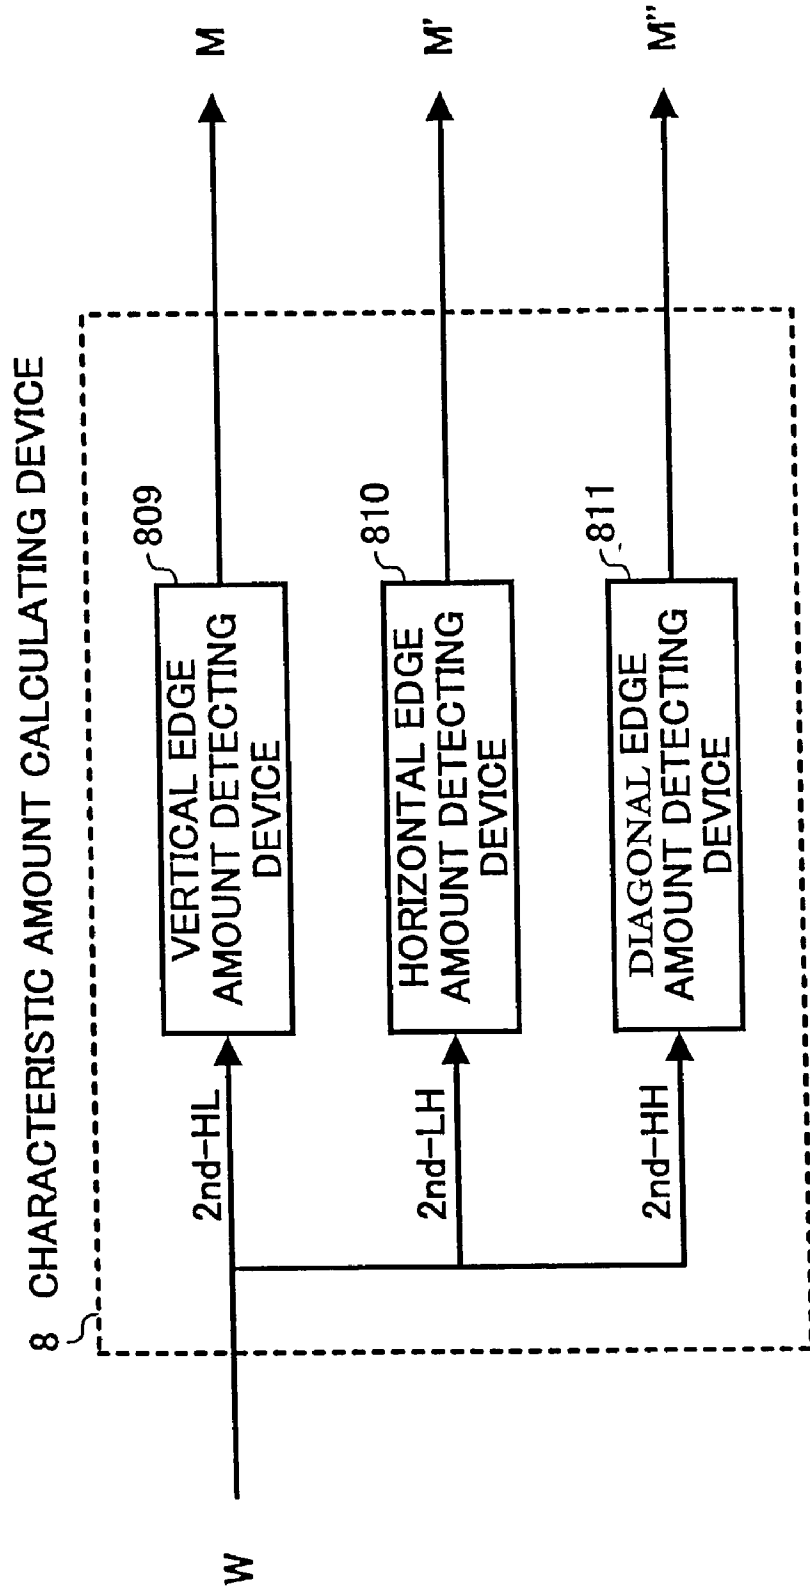 8 CHARACTERISTIC AMOUNT CALCULATING DEVICE
W
2nd-HL
809
VERTICAL EDGE
AMOUNT DETECTING
DEVICE
M
2nd-LH
810
HORIZONTAL EDGE
AMOUNT DETECTING
DEVICE
M'
2nd-HH
811
DIAGONAL EDGE
AMOUNT DETECTING
DEVICE
M''